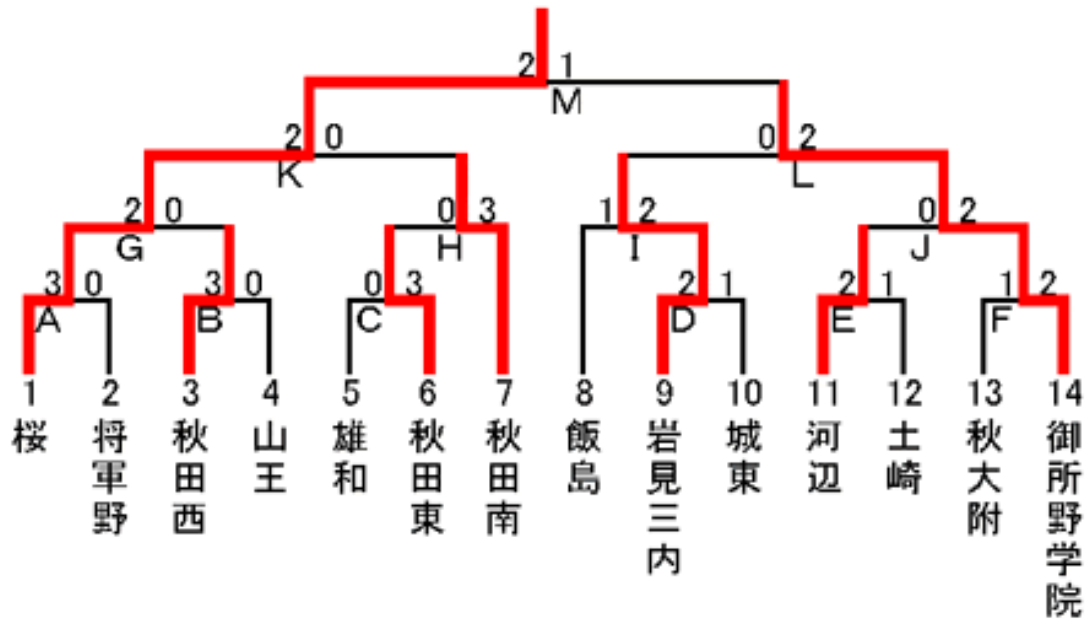 2 1
M
2 0
K
0 2
L
2 0
G
0 3
H
1 2
I
0 2
J
3 0
A
3 0
B
0 3
C
2 1
D
2 1
E
1 2
F
1 2 3 4 5 6 7 8 9 10 11 12 13 14
桜
将軍野
秋田西
山王
雄和
秋田東
秋田南
飯島
岩見三内
城東
河辺
土崎
秋大附
御所野学院